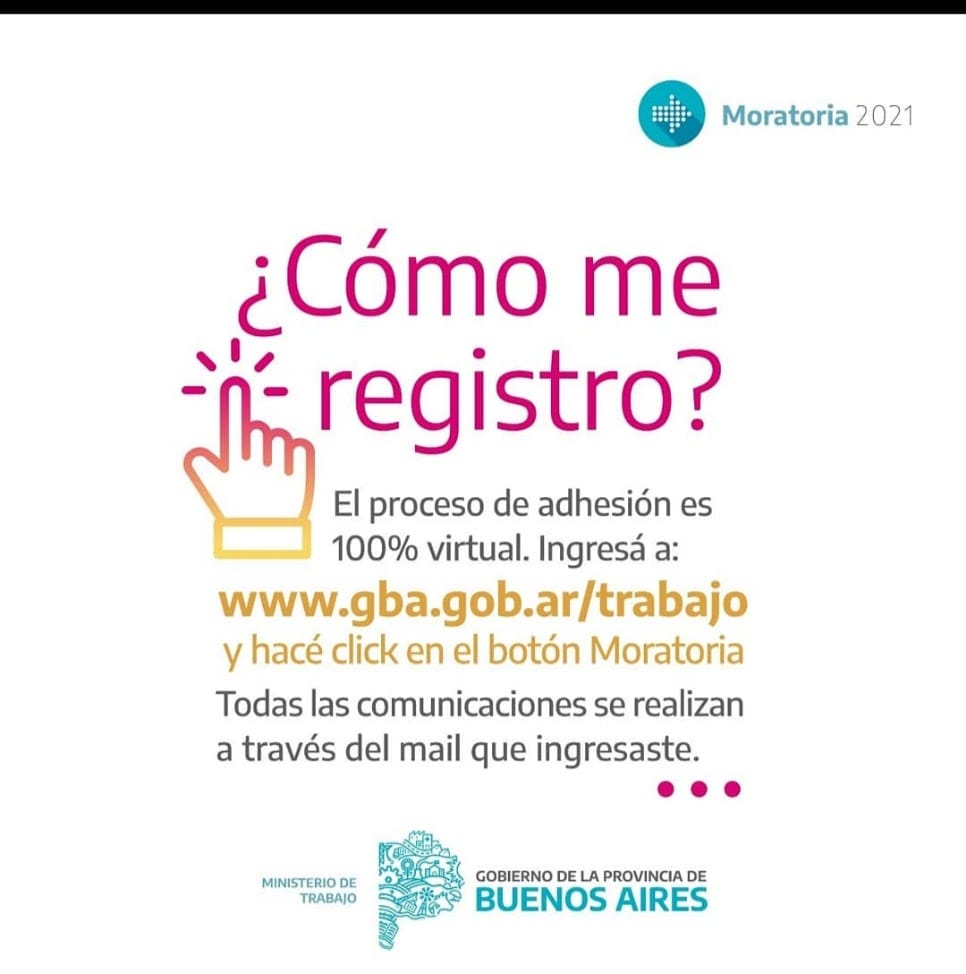 Moratoria 2021
¿Cómo me
registro?
El proceso de adhesión es
100% virtual. Ingresá a:
www.gba.gob.ar/trabajo
y hacé click en el botón Moratoria
Todas las comunicaciones se realizan
a través del mail que ingresaste.
MINISTERIO DE
TRABAJO
GOBIERNO DE LA PROVINCIA DE
BUENOS AIRES